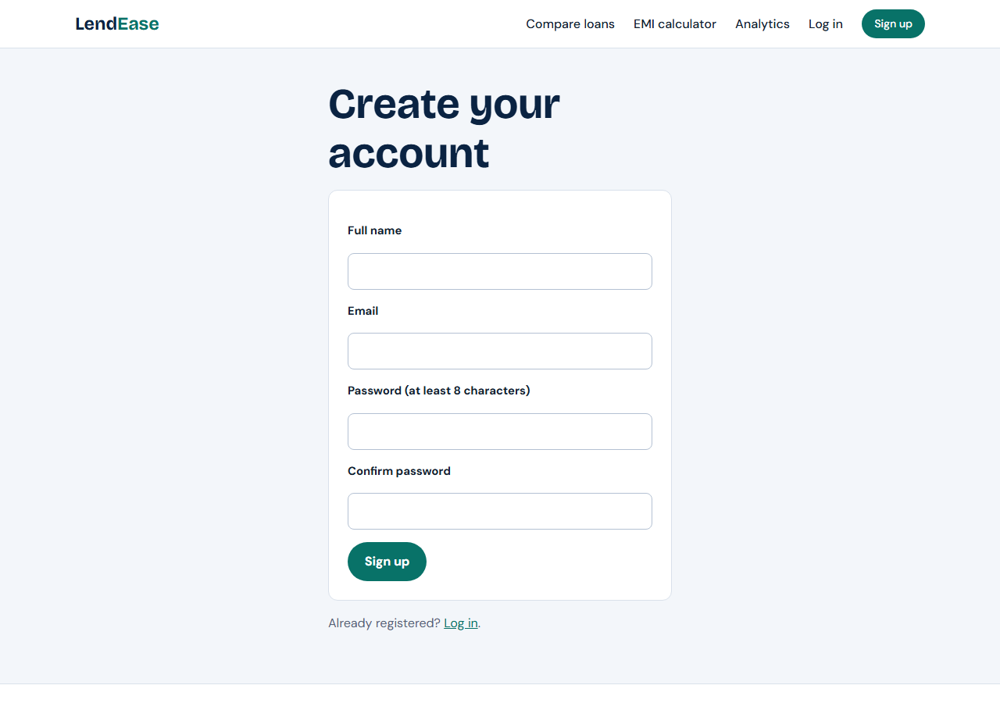 LendEase
Compare loans EMI calculator Analytics Log in Sign up
Create your
account
Full name
Email
Password (at least 8 characters)
Confirm password
Sign up
Already registered? Log in.